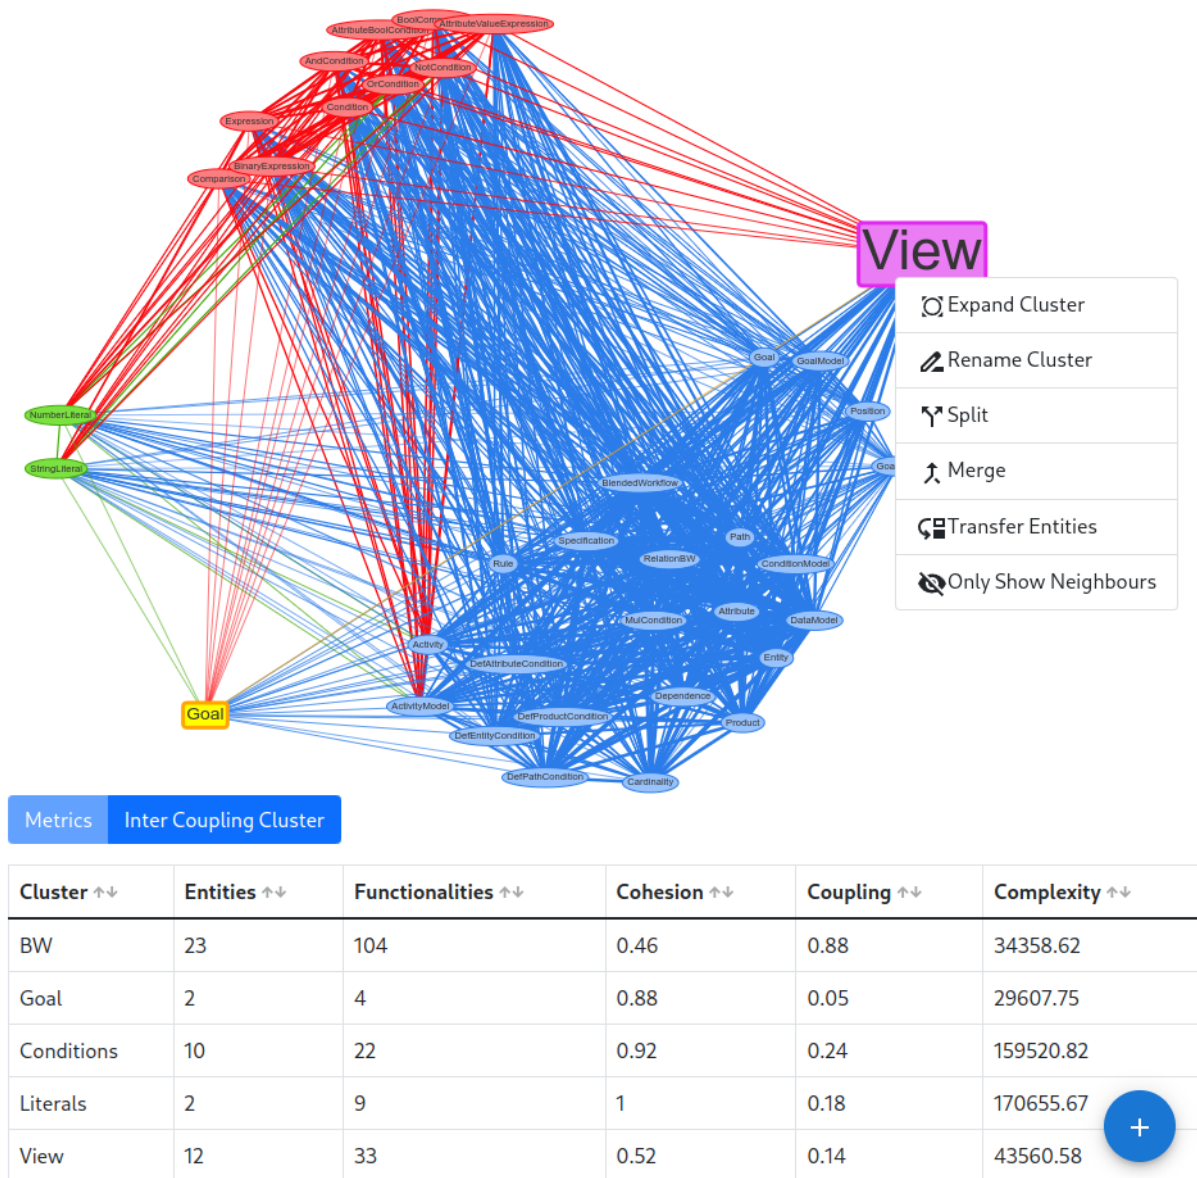 BoolCom
AttributeValueExpression
AttributeBoolCondition
AndCondition
NotCondition
OrCondition
Condition
Expression
BinaryExpression
Comparison
View
Expand Cluster
Rename Cluster
Split
Merge
Transfer Entities
Only Show Neighbours
Goal
GoalModel
Position
NumberLiteral
StringLiteral
Goa
BlendedWorkflow
Specification
Path
RelationBW
Rule
ConditionModel
Attribute
MulCondition
DataModel
Activity
Entity
DefAttributeCondition
Dependence
ActivityModel
Goal
DefProductCondition
Product
DefEntityCondition
DefPathCondition
Cardinality
Metrics Inter Coupling Cluster
Cluster Entities Functionalities Cohesion Coupling Complexity
BW 23 104 0.46 0.88 34358.62
Goal 2 4 0.88 0.05 29607.75
Conditions 10 22 0.92 0.24 159520.82
Literals 2 9 1 0.18 170655.67
View 12 33 0.52 0.14 43560.58